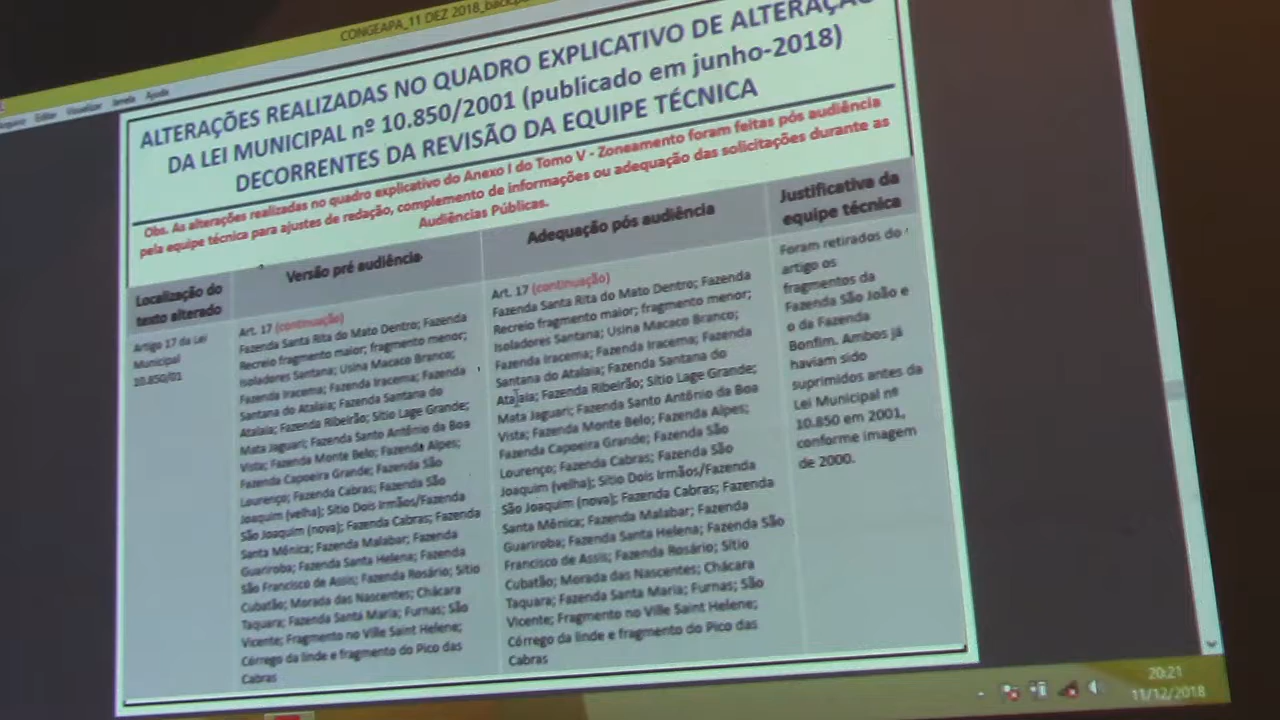 CONGEAPA_11 DEZ 2018_backp
Editar Visualizar Janela Ajuda
ALTERAÇÕES REALIZADAS NO QUADRO EXPLICATIVO DE ALTERAÇÃO
DA LEI MUNICIPAL nº 10.850/2001 (publicado em junho-2018)
DECORRENTES DA REVISÃO DA EQUIPE TÉCNICA
Obs. As alterações realizadas no quadro explicativo do Anexo I do Tomo V - Zoneamento foram feitas pós audiência
pela equipe técnica para ajustes de redação, complemento de informações ou adequação das solicitações durante as
Audiências Públicas.
Localização do
texto alterado
Versão pré audiência
Adequação pós audiência
Justificativa da
equipe técnica
Artigo 17 da Lei
Municipal
10.850/01
Art. 17 (continuação)
Fazenda Santa Rita do Mato Dentro; Fazenda
Recreio fragmento maior; fragmento menor;
Isoladores Santana; Usina Macaco Branco;
Fazenda Iracema; Fazenda Iracema; Fazenda
Santana do Atalaia; Fazenda Santana do
Atalaia; Fazenda Ribeirão; Sítio Lage Grande;
Mata Jaguari; Fazenda Santo Antônio da Boa
Vista; Fazenda Monte Belo; Fazenda Alpes;
Fazenda Capoeira Grande; Fazenda São
Lourenço; Fazenda Cabras; Fazenda São
Joaquim (velha); Sítio Dois Irmãos/Fazenda
São Joaquim (nova); Fazenda Cabras; Fazenda
Santa Mônica; Fazenda Malabar; Fazenda
Guariroba; Fazenda Santa Helena; Fazenda
São Francisco de Assis; Fazenda Rosário; Sítio
Cubatão; Morada das Nascentes; Chácara
Taquara; Fazenda Santa Maria; Furnas; São
Vicente; Fragmento no Ville Saint Helene;
Córrego da linde e fragmento do Pico das
Cabras
Art. 17 (continuação)
Fazenda Santa Rita do Mato Dentro; Fazenda
Recreio fragmento maior; fragmento menor;
Isoladores Santana; Usina Macaco Branco;
Fazenda Iracema; Fazenda Iracema; Fazenda
Santana do Atalaia; Fazenda Santana do
Atalaia; Fazenda Ribeirão; Sítio Lage Grande;
Mata Jaguari; Fazenda Santo Antônio da Boa
Vista; Fazenda Monte Belo; Fazenda Alpes;
Fazenda Capoeira Grande; Fazenda São
Lourenço; Fazenda Cabras; Fazenda São
Joaquim (velha); Sítio Dois Irmãos/Fazenda
São Joaquim (nova); Fazenda Cabras; Fazenda
Santa Mônica; Fazenda Malabar; Fazenda
Guariroba; Fazenda Santa Helena; Fazenda São
Francisco de Assis; Fazenda Rosário; Sítio
Cubatão; Morada das Nascentes; Chácara
Taquara; Fazenda Santa Maria; Furnas; São
Vicente; Fragmento no Ville Saint Helene;
Córrego da linde e fragmento do Pico das
Cabras
Foram retirados do
artigo os
fragmentos da
Fazenda São João e
o da Fazenda
Bonfim. Ambos já
haviam sido
suprimidos antes da
Lei Municipal nº
10.850 em 2001,
conforme imagem
de 2000.
20:21
11/12/2018